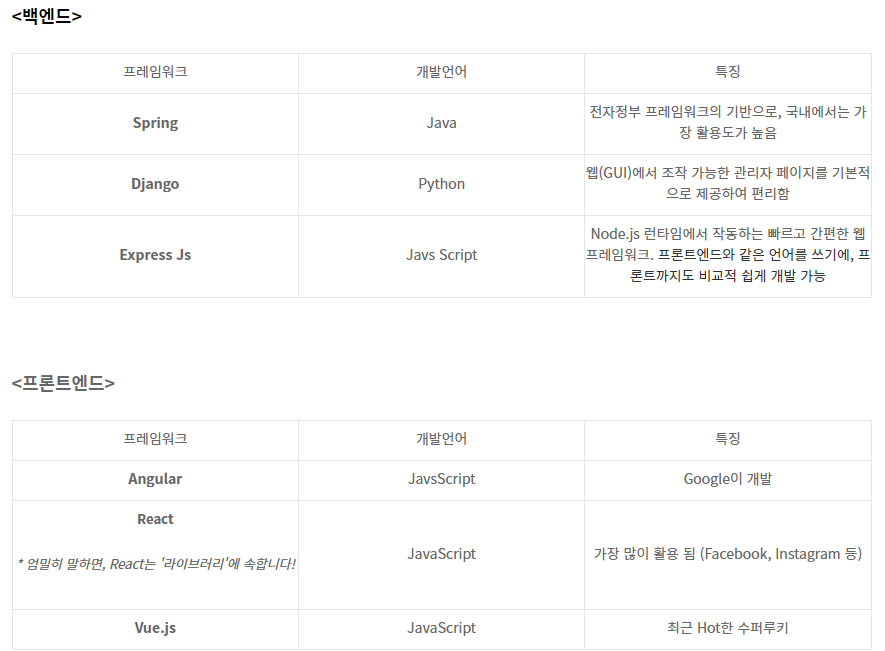 <백엔드>
프레임워크 개발언어 특징
Spring Java 전자정부 프레임워크의 기반으로, 국내에서는 가
장 활용도가 높음
Django Python 웹(GUI)에서 조작 가능한 관리자 페이지를 기본적
으로 제공하여 편리함
Express Js Javs Script Node.js 런타임에서 작동하는 빠르고 간편한 웹
프레임워크. 프론트엔드와 같은 언어를 쓰기에, 프
론트까지도 비교적 쉽게 개발 가능
<프론트엔드>
프레임워크 개발언어 특징
Angular JavsScript Google이 개발
React
* 엄밀히 말하면, React는 '라이브러리'에 속합니다!
JavaScript 가장 많이 활용 됨 (Facebook, Instagram 등)
Vue.js JavaScript 최근 Hot한 수퍼루키